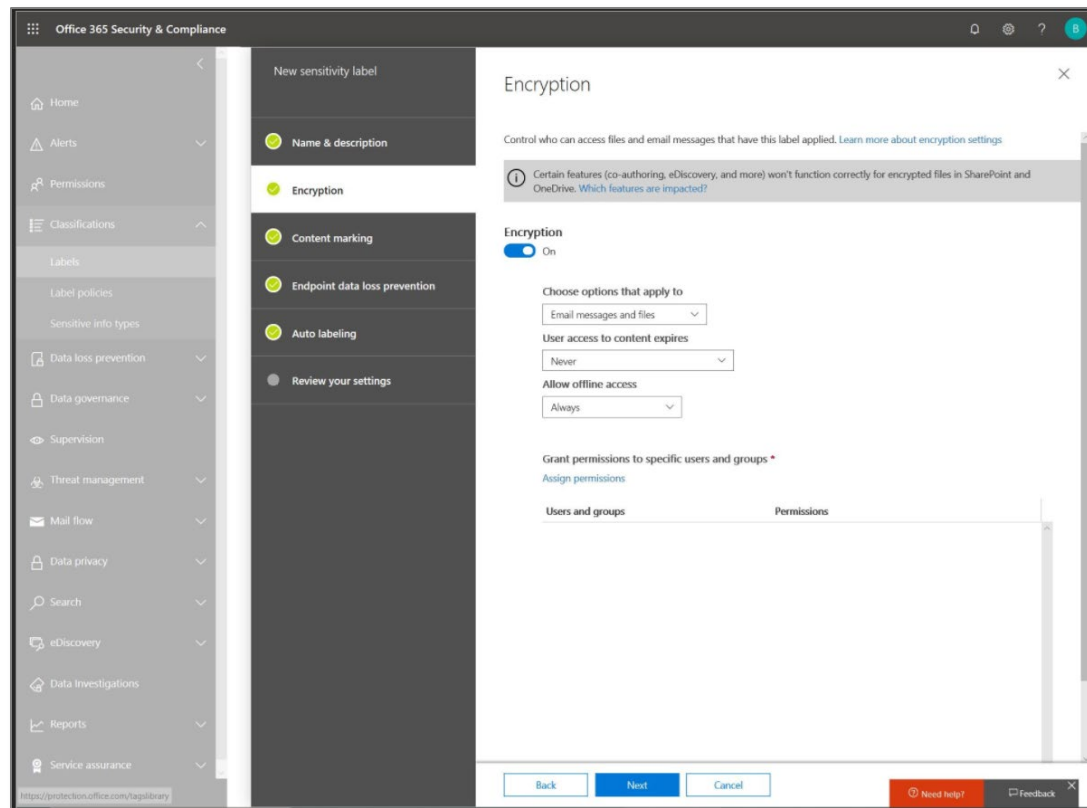 Office 365 Security & Compliance
B
Home
Alerts
Permissions
Classifications
Labels
Label policies
Sensitive info types
Data loss prevention
Data governance
Supervision
Threat management
Mail flow
Data privacy
Search
eDiscovery
Data Investigations
Reports
Service assurance
https://protection.office.com/tagslibrary
New sensitivity label
Name & description
Encryption
Content marking
Endpoint data loss prevention
Auto labeling
Review your settings
Encryption
Control who can access files and email messages that have this label applied. Learn more about encryption settings
Certain features (co-authoring, eDiscovery, and more) won't function correctly for encrypted files in SharePoint and
OneDrive. Which features are impacted?
Encryption
On
Choose options that apply to
Email messages and files
User access to content expires
Never
Allow offline access
Always
Grant permissions to specific users and groups *
Assign permissions
Users and groups Permissions
Back Next Cancel
Need help? Feedback